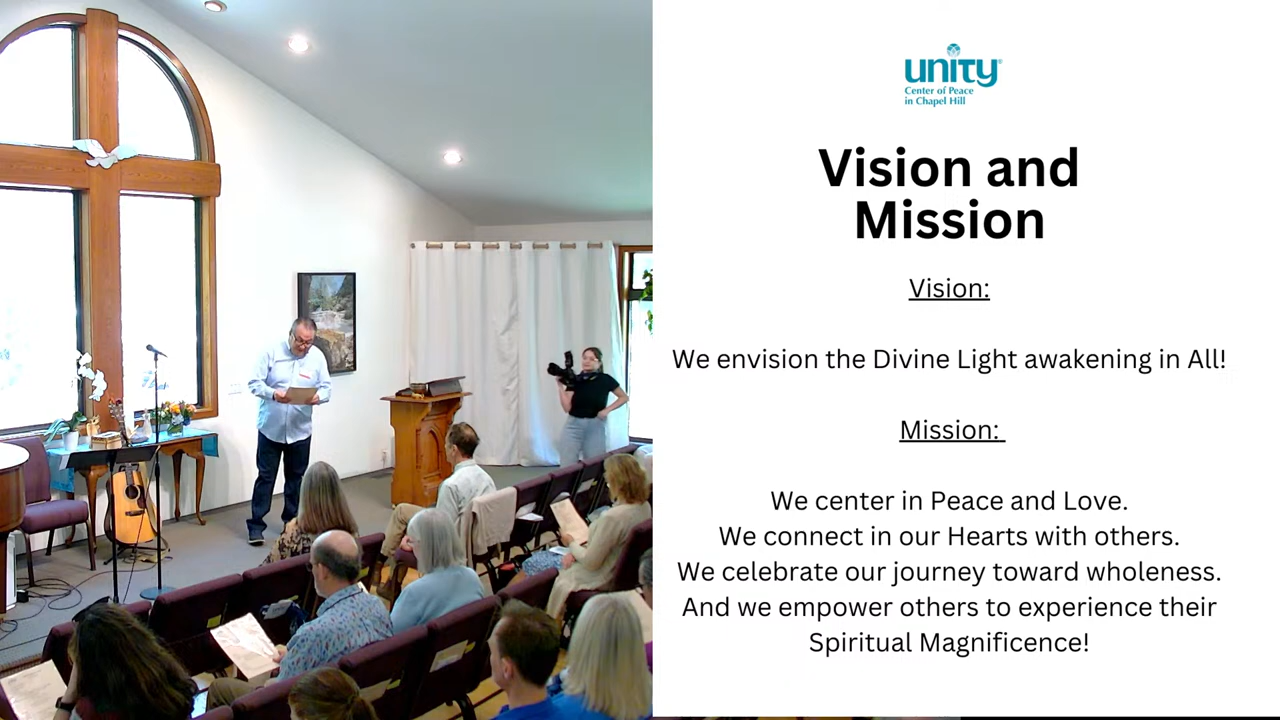 unity®
Center of Peace
in Chapel Hill
Vision and
Mission
Vision:
We envision the Divine Light awakening in All!
Mission:
We center in Peace and Love.
We connect in our Hearts with others.
We celebrate our journey toward wholeness.
And we empower others to experience their
Spiritual Magnificence!